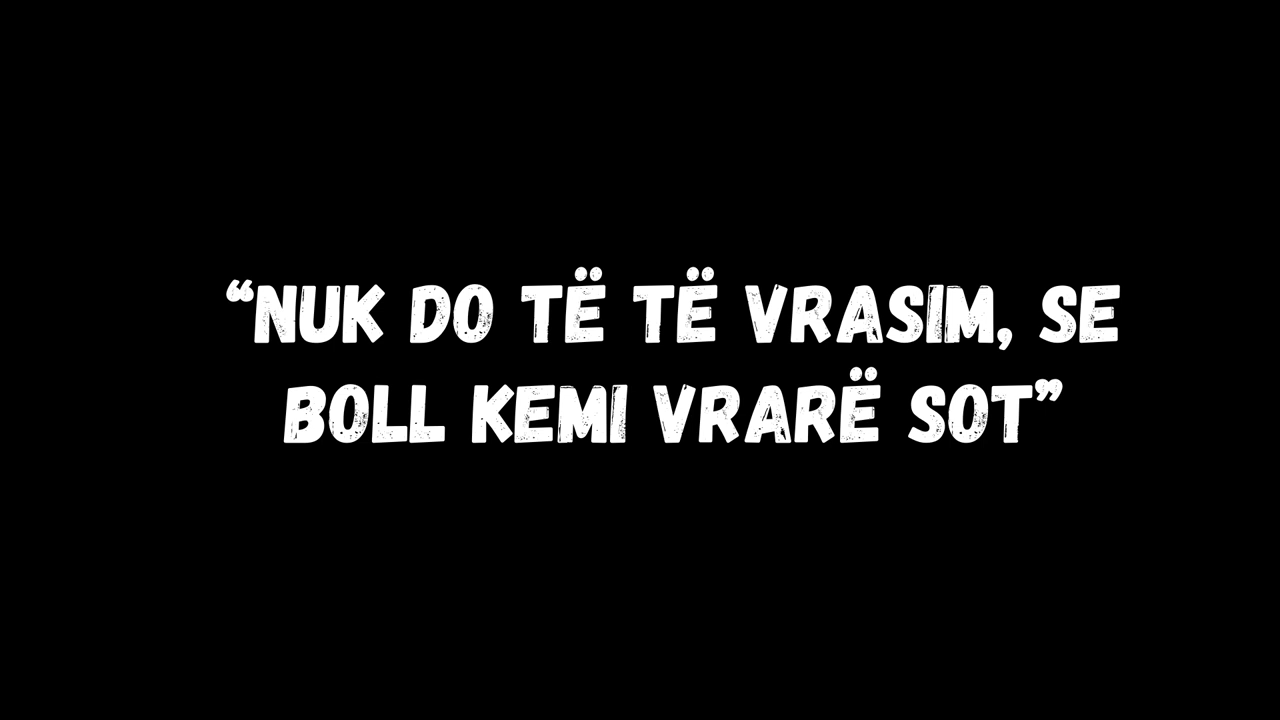 “NUK DO TË TË VRASIM, SE
BOLL KEMI VRARË SOT”